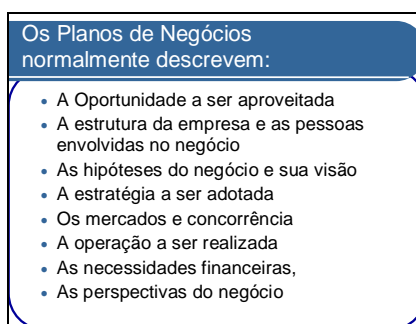 Os Planos de Negócios
normalmente descrevem:
• A Oportunidade a ser aproveitada
• A estrutura da empresa e as pessoas
envolvidas no negócio
• As hipóteses do negócio e sua visão
• A estratégia a ser adotada
• Os mercados e concorrência
• A operação a ser realizada
• As necessidades financeiras,
• As perspectivas do negócio